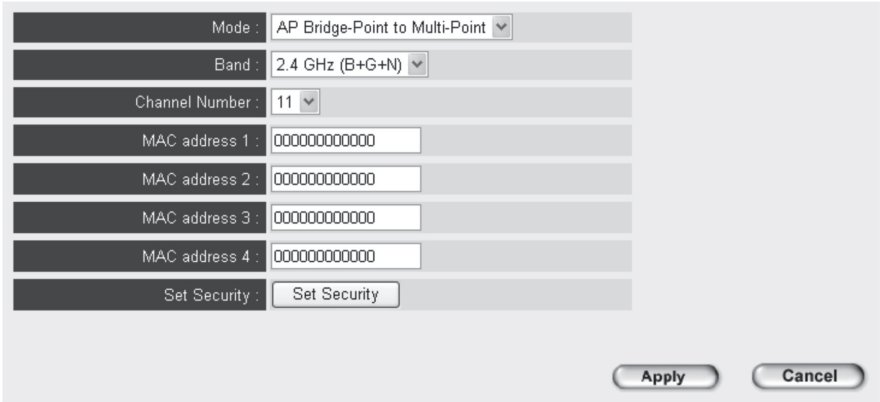 Mode : AP Bridge-Point to Multi-Point
Band : 2.4 GHz (B+G+N)
Channel Number : 11
MAC address 1 : 000000000000
MAC address 2 : 000000000000
MAC address 3 : 000000000000
MAC address 4 : 000000000000
Set Security : Set Security
Apply Cancel